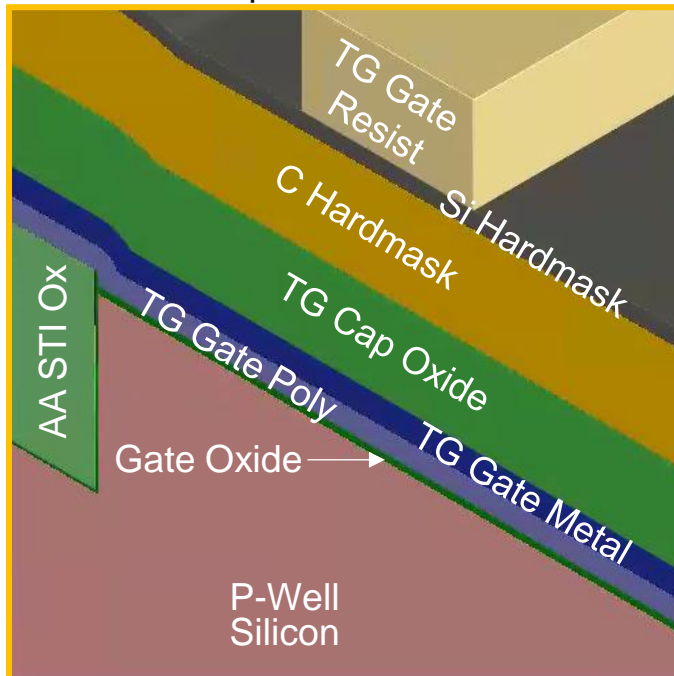 TG Gate
Resist
Si Hardmask
C Hardmask
TG Cap Oxide
AA STI Ox
TG Gate Poly
TG Gate Metal
Gate Oxide
P-Well
Silicon